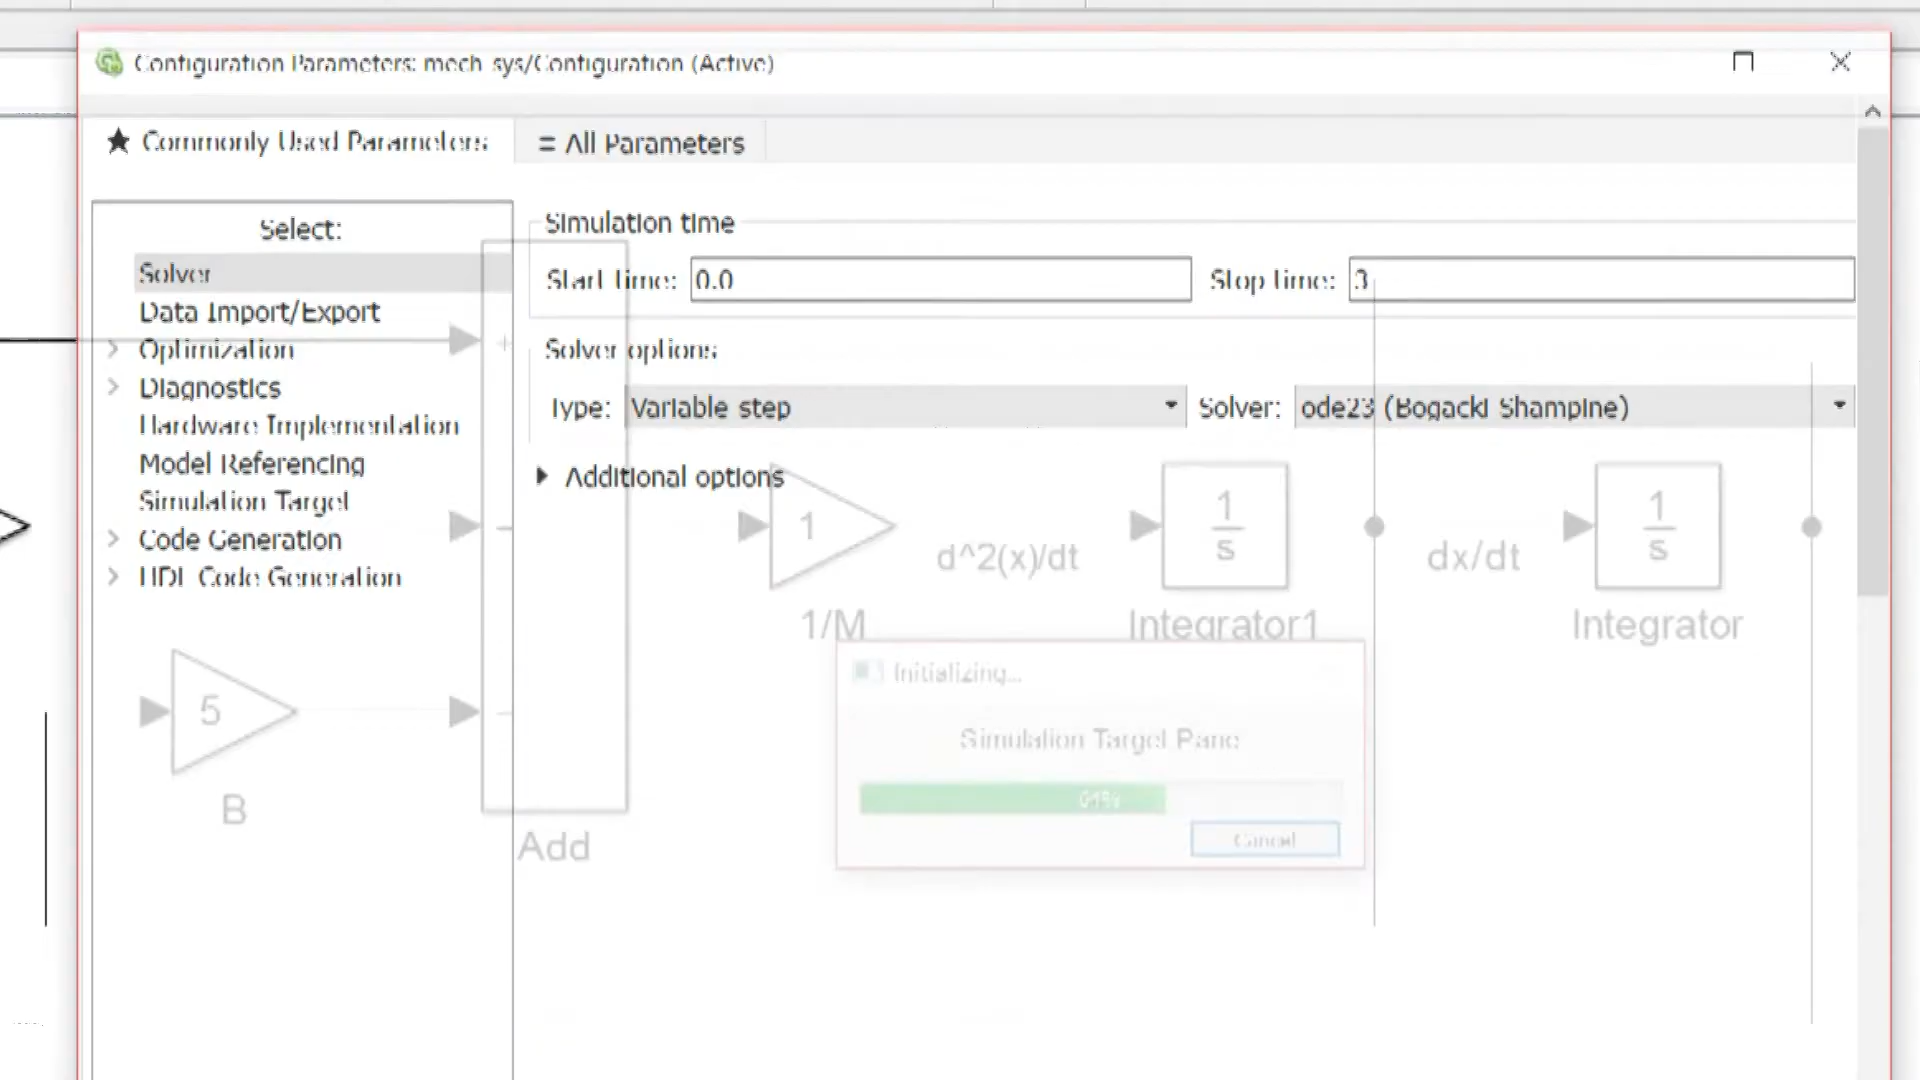 Configuration Parameters: mech sys/Configuration (Active)
★ Commonly Used Parameters
= All Parameters
Select:
Solver
Data Import/Export
Optimization
Diagnostics
Hardware Implementation
Model Referencing
Simulation Target
Code Generation
HDL Code Generation
Simulation time
Start time: 0.0
Stop time: 3
Solver options
Type: Variable step
Solver: ode23 (Bogacki Shampine)
Additional options
+
1
d^2(x)/dt
1
s
dx/dt
1
s
1/M
Integrator1
Integrator
5
B
Add
Initializing...
Simulation Target Pane
Cancel